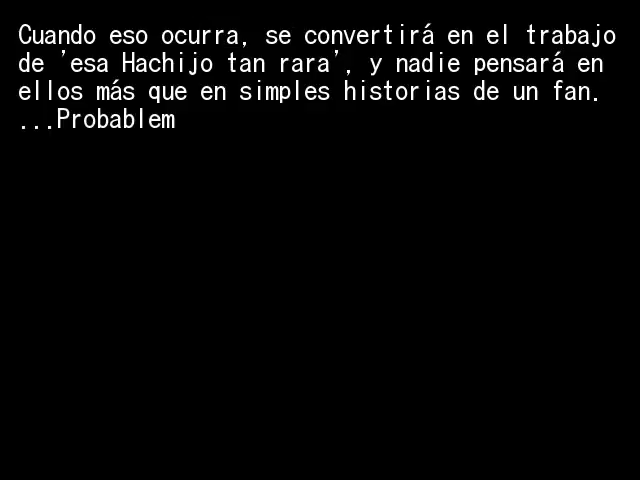 Cuando eso ocurra, se convertirá en el trabajo
de 'esa Hachijo tan rara', y nadie pensará en
ellos más que en simples historias de un fan.
...Probablem